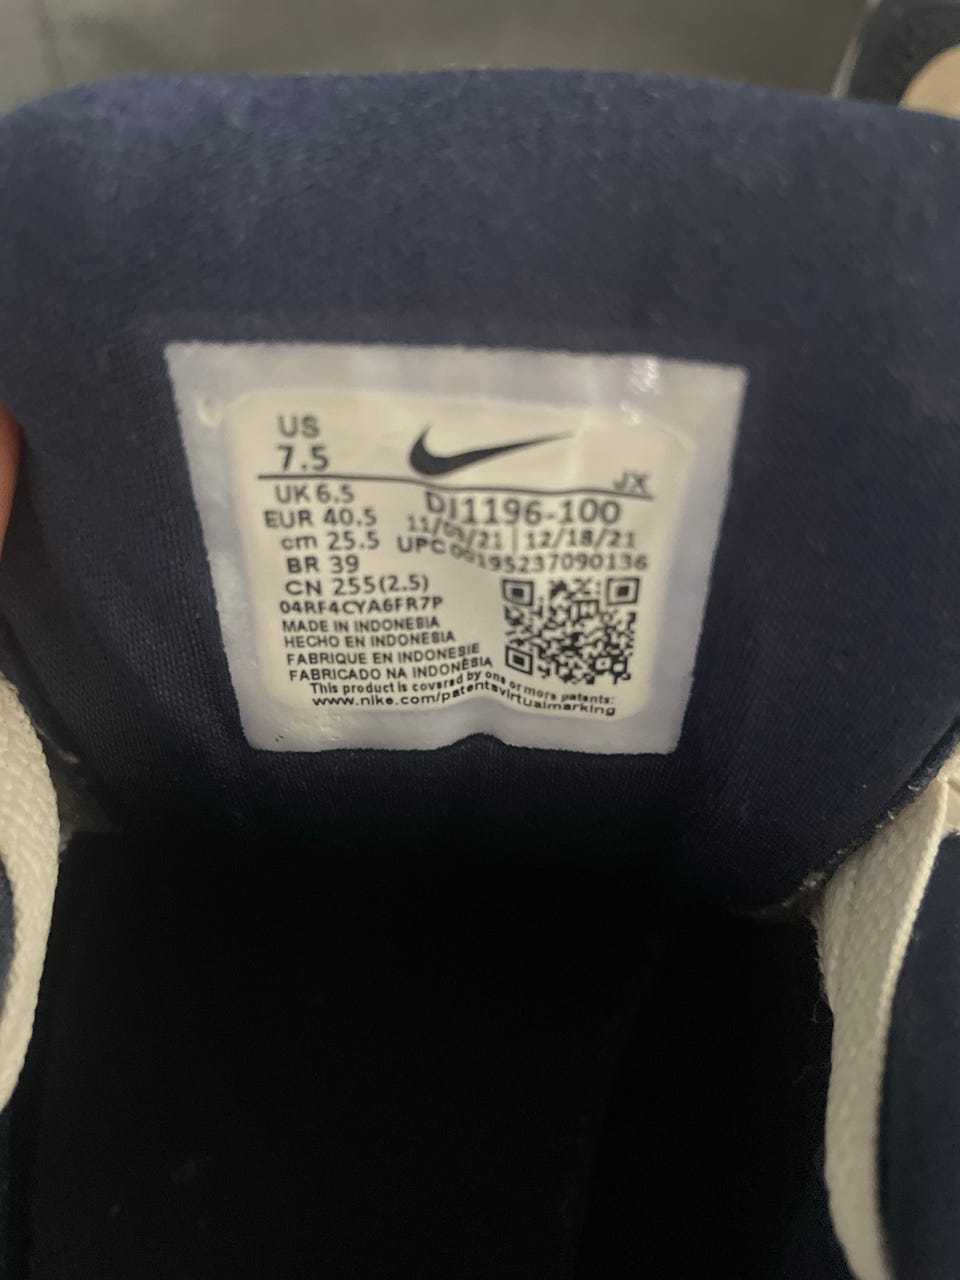 US
7.5
JX
UK 6.5
EUR 40.5
cm 25.5
BR 39
CN 255(2.5)
DJ1196-100
11/03/21 | 12/18/21
UPC 00195237090136
04RF4CYA6FR7P
MADE IN INDONESIA
HECHO EN INDONESIA
FABRIQUE EN INDONESIE
FABRICADO NA INDONÈSIA
This product is covered by one or more patents:
www.nike.com/patentsvirtualmarking